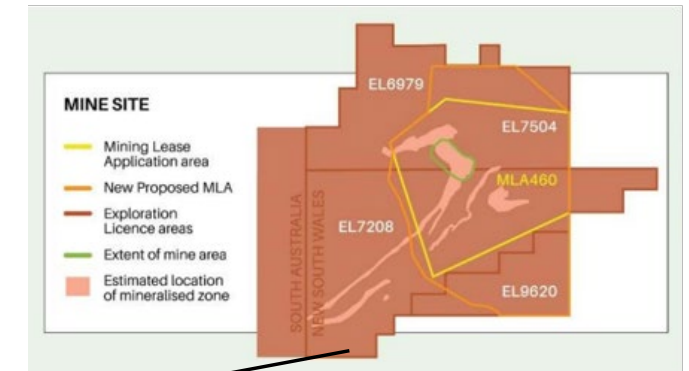 MINE SITE
Mining Lease
Application area
New Proposed MLA
Exploration
Licence areas
Extent of mine area
Estimated location
of mineralised zone
EL6979
EL7504
MLA460
EL7208
EL9620
SOUTH AUSTRALIA
NEW SOUTH WALES